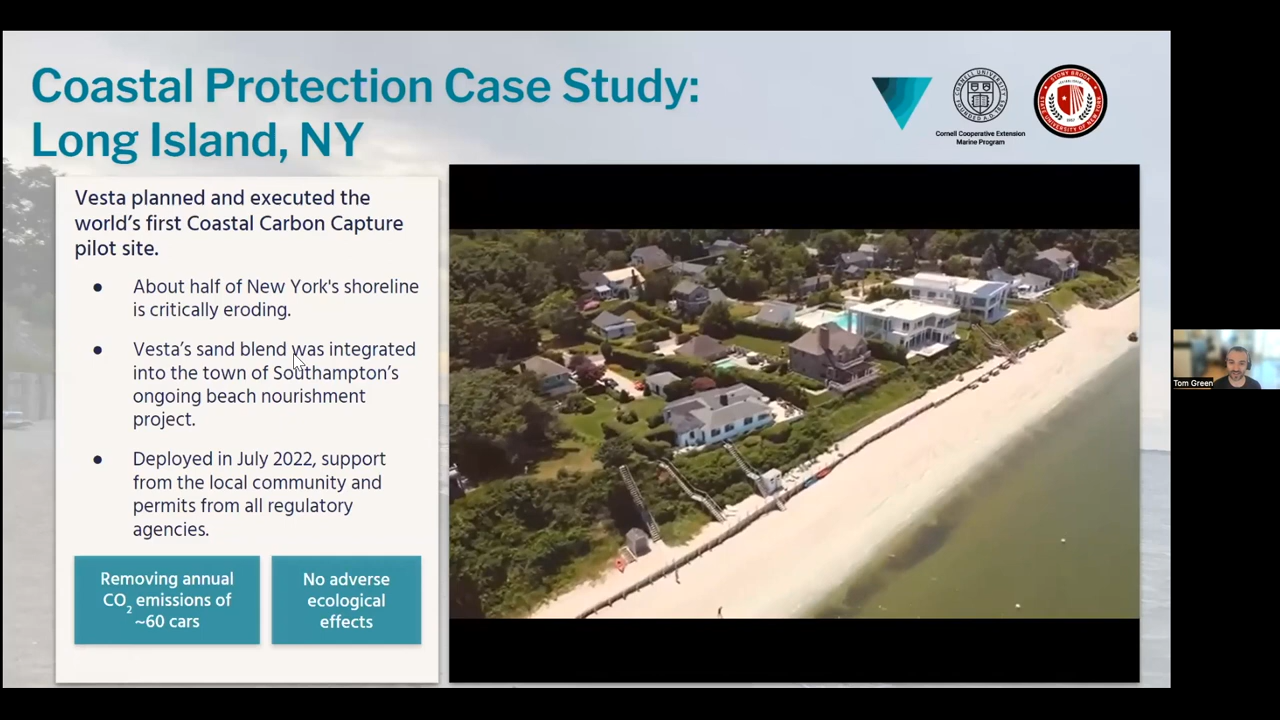 Coastal Protection Case Study:
Long Island, NY
Cornell Cooperative Extension
Marine Program
Vesta planned and executed the
world’s first Coastal Carbon Capture
pilot site.
● About half of New York's shoreline
is critically eroding.
● Vesta’s sand blend was integrated
into the town of Southampton’s
ongoing beach nourishment
project.
● Deployed in July 2022, support
from the local community and
permits from all regulatory
agencies.
Removing annual
CO2 emissions of
~60 cars
No adverse
ecological
effects
Tom Green